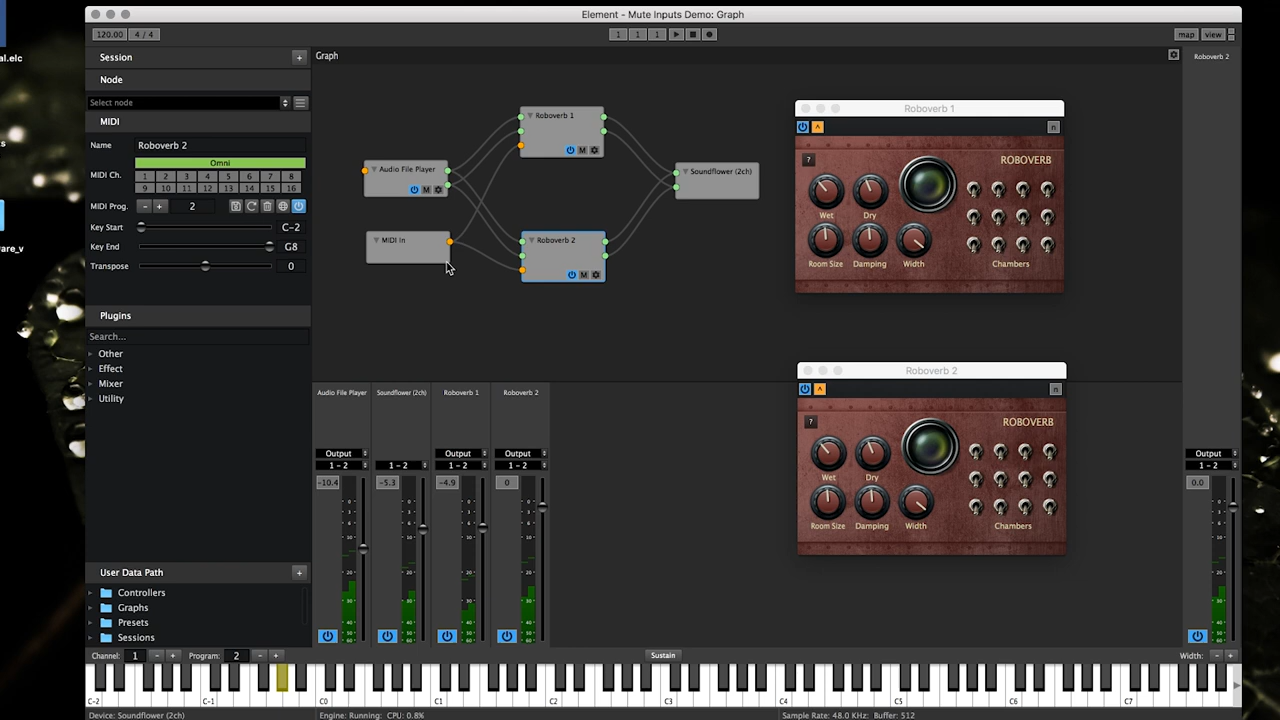 Element - Mute Inputs Demo: Graph
120.00 4 / 4
1 1 1
map view
al.elc
Session +
Node
Select node
MIDI
Name Roboverb 2
Omni
MIDI Ch. 1 2 3 4 5 6 7 8
9 10 11 12 13 14 15 16
MIDI Prog. - + 2
Key Start C-2
Key End G8
Transpose 0
Plugins
Search...
Other
Effect
Mixer
Utility
User Data Path +
Controllers
Graphs
Presets
Sessions
Graph
Roboverb 1
M
Audio File Player
M
MIDI In
Roboverb 2
M
Soundflower (2ch)
Roboverb 1
^ n
? ROBOVERB
Wet Dry
Room Size Damping Width Chambers
Roboverb 2
^ n
? ROBOVERB
Wet Dry
Room Size Damping Width Chambers
Audio File Player Soundflower (2ch) Roboverb 1 Roboverb 2
Output Output Output
1 - 2 1 - 2 1 - 2 1 - 2
-10.4 -5.3 -4.9 0
Roboverb 2
Output
1 - 2
0.0
Channel: 1 - + Program: 2 - +
Sustain
Width: - +
C-2 C-1 C0 C1 C2 C3 C4 C5 C6 C7
Device: Soundflower (2ch) Engine: Running: CPU: 0.8% Sample Rate: 48.0 KHz: Buffer: 512